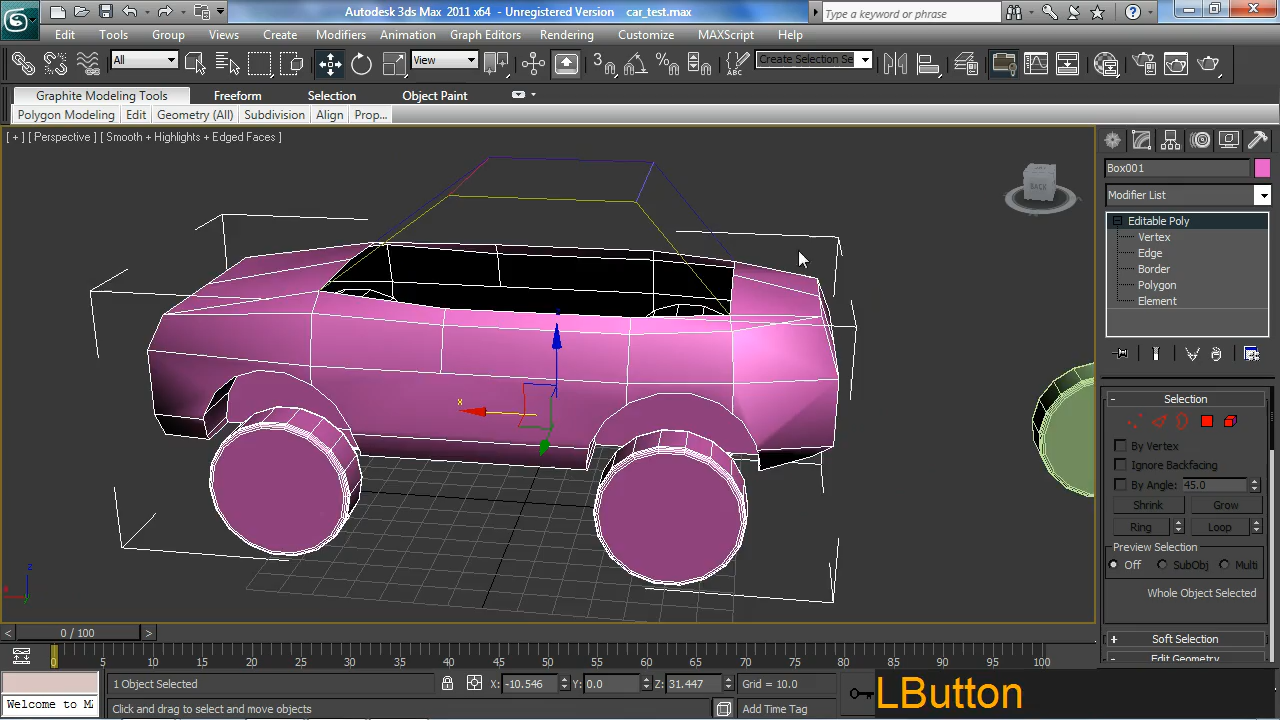 Autodesk 3ds Max 2011 x64 - Unregistered Version car_test.max
Type a keyword or phrase
Edit Tools Group Views Create Modifiers Animation Graph Editors Rendering Customize MAXScript Help
All View Create Selection Se
Graphite Modeling Tools Freeform Selection Object Paint
Polygon Modeling Edit Geometry (All) Subdivision Align Prop...
[ + ] [ Perspective ] [ Smooth + Highlights + Edged Faces ]
BACK
Box001
Modifier List
Editable Poly
Vertex
Edge
Border
Polygon
Element
- Selection
By Vertex
Ignore Backfacing
By Angle: 45.0
Shrink Grow
Ring Loop
Preview Selection
Off SubObj Multi
Whole Object Selected
+ Soft Selection
Edit Geometry
x
z
x
< 0 / 100 >
0 5 10 15 20 25 30 35 40 45 50 55 60 65 70 75 80 85 90 95 100
1 Object Selected X: -10.546 Y: 0.0 Z: 31.447 Grid = 10.0
Welcome to MA
Click and drag to select and move objects
Add Time Tag
LButton